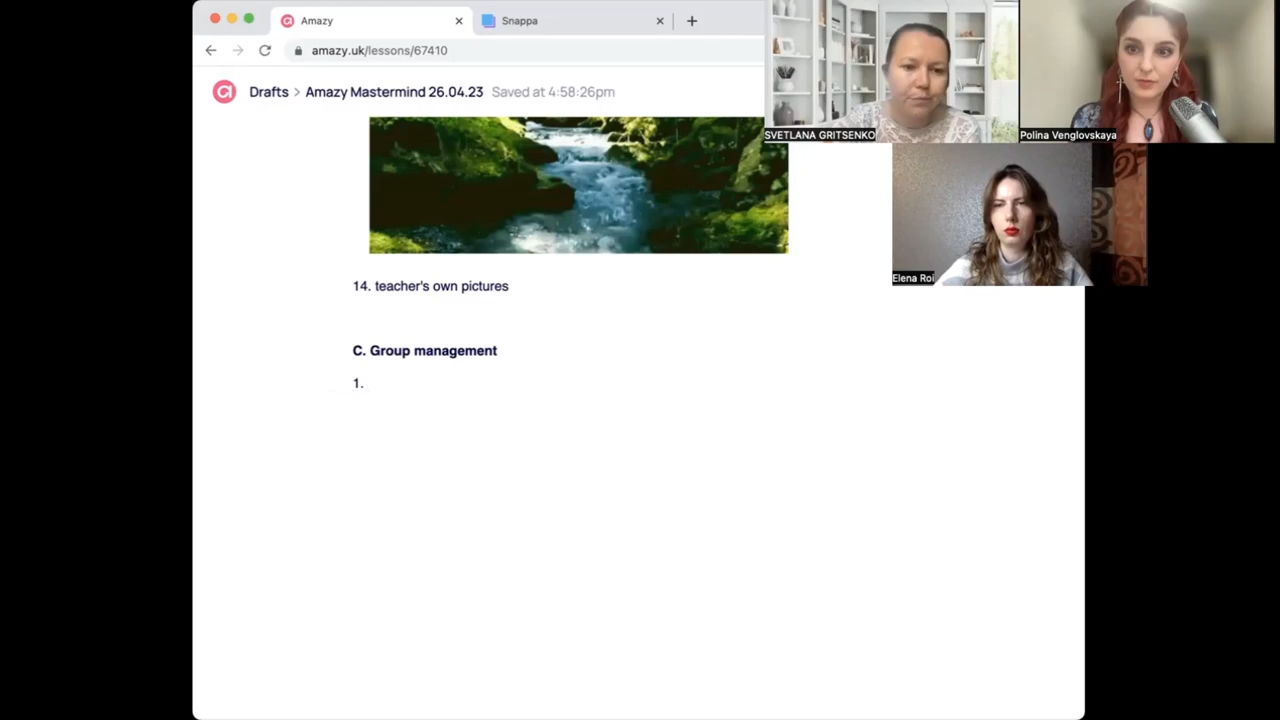 Amazy
Snappa
amazy.uk/lessons/67410
Drafts > Amazy Mastermind 26.04.23 Saved at 4:58:26pm
SVETLANA GRITSENKO
Polina Venglovskaya
Elena Roi
14. teacher's own pictures
C. Group management
1.